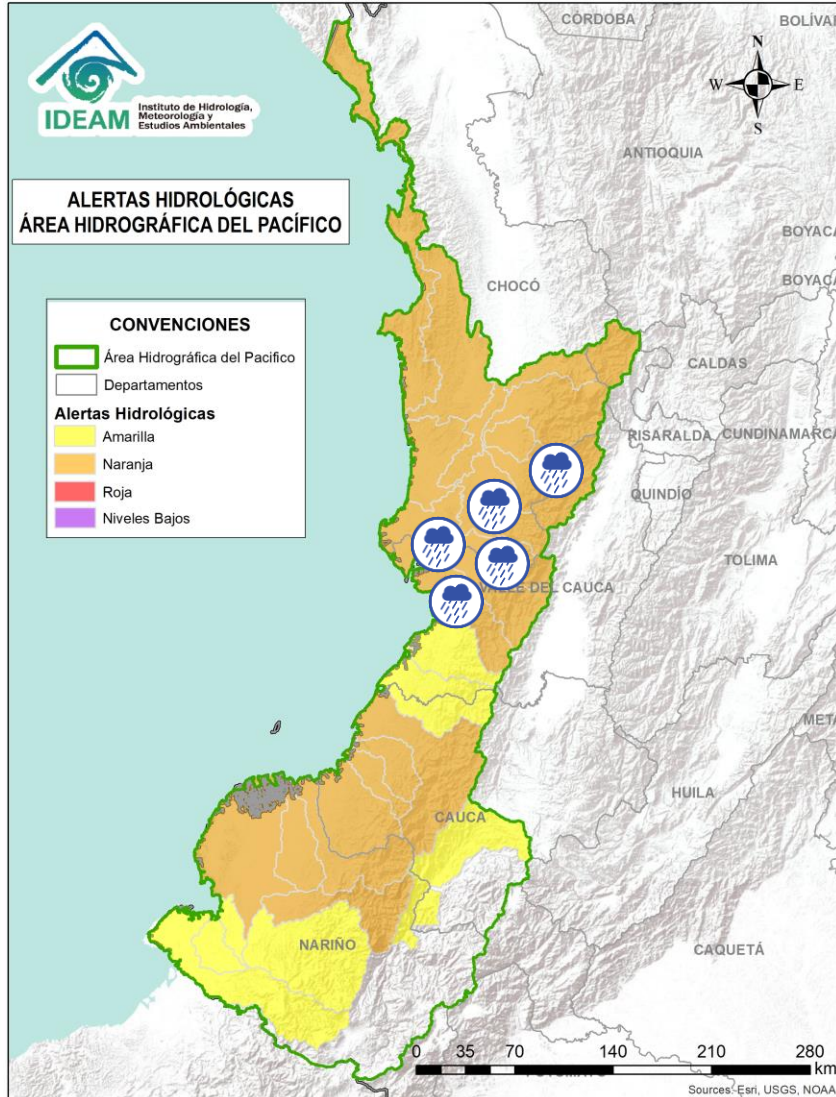 CÓRDOBA
BOLÍVA
IDEAM
Instituto de Hidrología,
Meteorología y
Estudios Ambientales
N
W
E
S
ANTIOQUIA
ALERTAS HIDROLÓGICAS
ÁREA HIDROGRÁFICA DEL PACÍFICO
BOYACÁ
BOYACÁ
CHOCÓ
CONVENCIONES
Área Hidrográfica del Pacifico
Departamentos
Alertas Hidrológicas
Amarilla
Naranja
Roja
Niveles Bajos
CALDAS
RISARALDA
CUNDINAMARCA
QUINDÍO
TOLIMA
VALLE DEL CAUCA
META
HUILA
CAUCA
NARIÑO
CAQUETÁ
0 35 70 140 210 280
km
Sources: Esri, USGS, NOAA